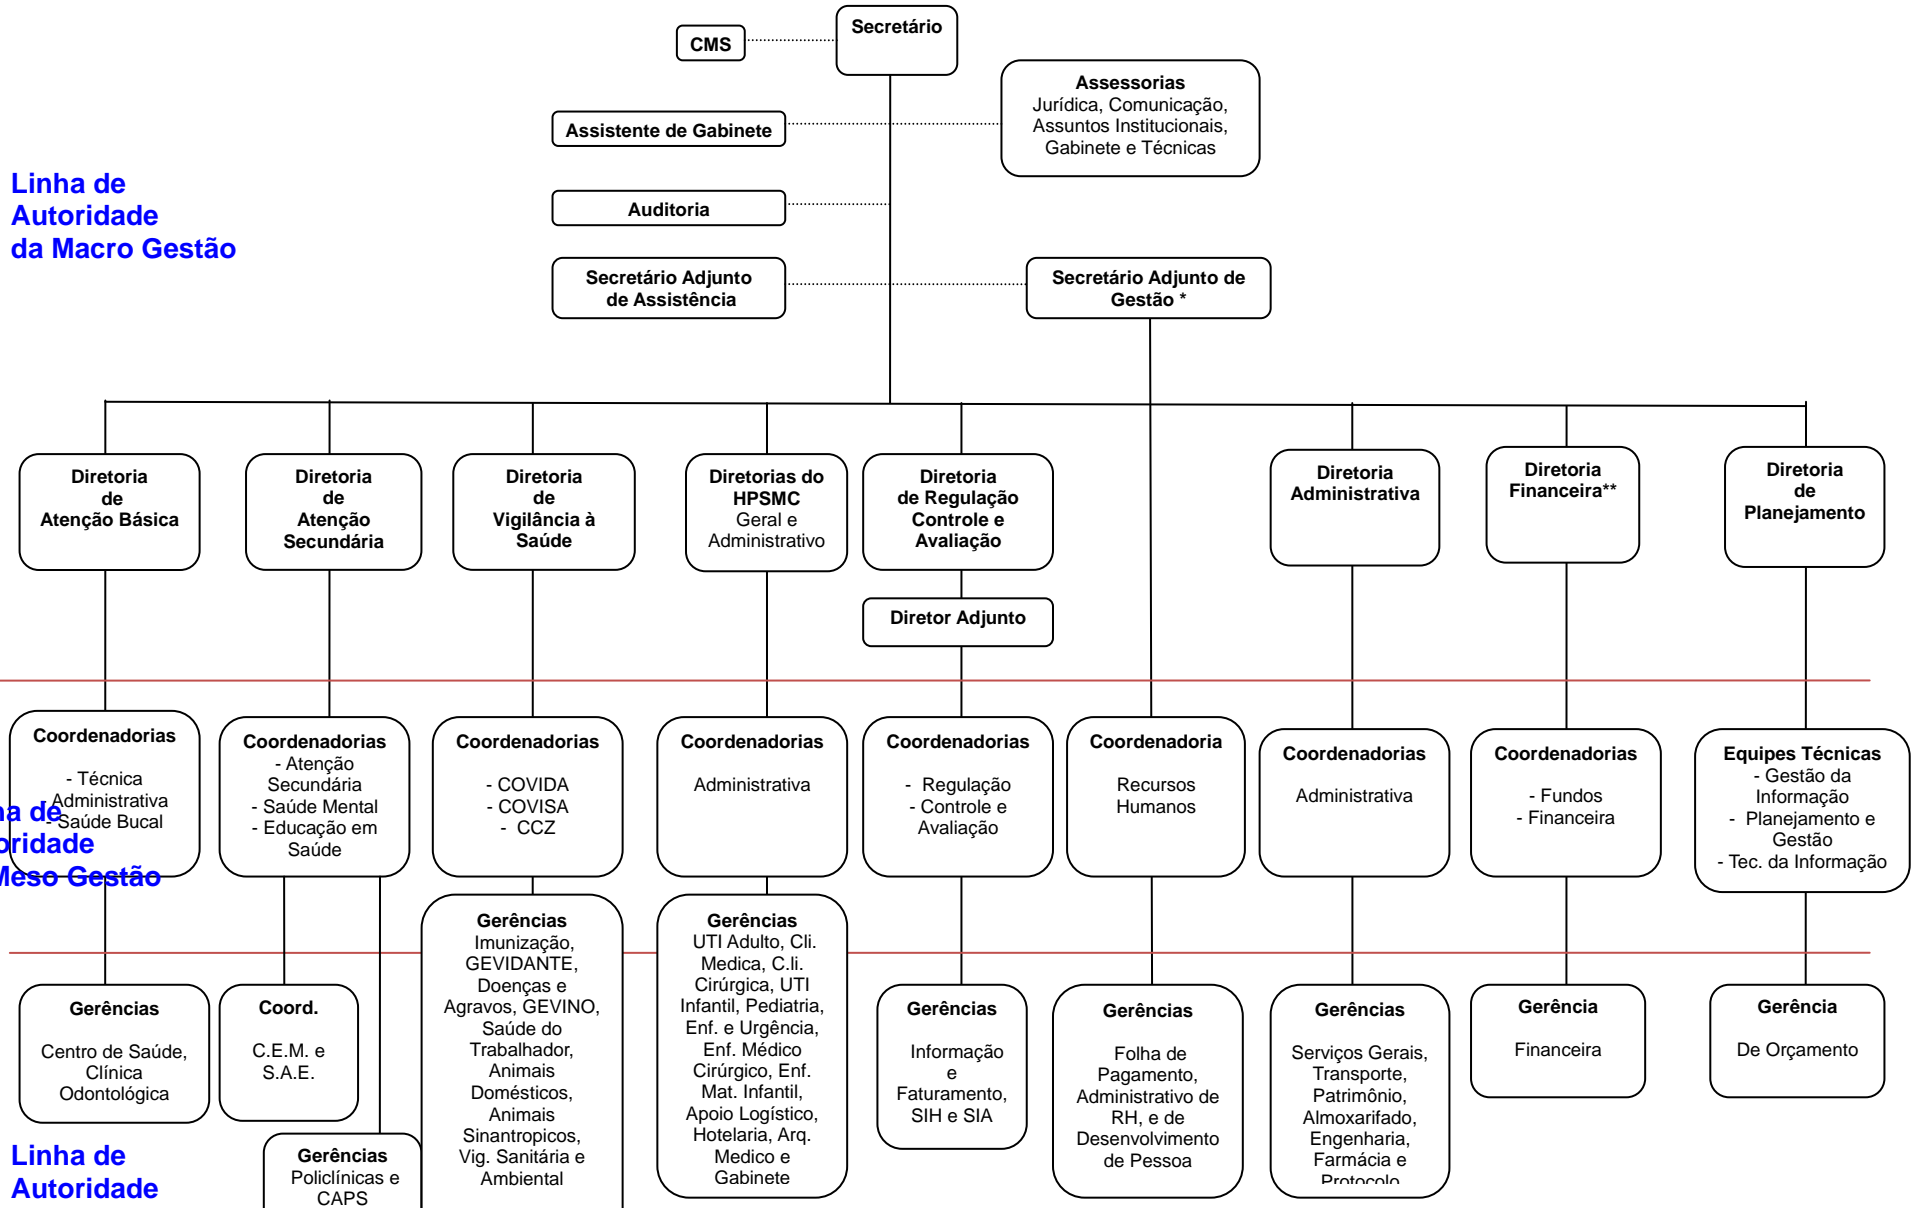 Secretário
CMS
Assessorias
Jurídica, Comunicação,
Assuntos Institucionais,
Gabinete e Técnicas
Assistente de Gabinete
Linha de
Autoridade
da Macro Gestão
Auditoria
Secretário Adjunto
de Assistência
Secretário Adjunto de
Gestão *
Diretoria
de
Atenção Básica
Diretoria
de
Atenção
Secundária
Diretoria
de
Vigilância à
Saúde
Diretorias do
HPSMC
Geral e
Administrativo
Diretoria
de Regulação
Controle e
Avaliação
Diretor Adjunto
Diretoria
Administrativa
Diretoria
Financeira**
Diretoria
de
Planejamento
Coordenadorias
- Técnica
Administrativa
- Saúde Bucal
Coordenadorias
- Atenção
Secundária
- Saúde Mental
- Educação em
Saúde
Coordenadorias
- COVIDA
- COVISA
- CCZ
Coordenadorias
Administrativa
Coordenadorias
- Regulação
- Controle e
Avaliação
Coordenadoria
Recursos
Humanos
Coordenadorias
Administrativa
Coordenadorias
- Fundos
- Financeira
Equipes Técnicas
- Gestão da
Informação
- Planejamento e
Gestão
- Tec. da Informação
ha de
oridade
Meso Gestão
Gerências
Centro de Saúde,
Clínica
Odontológica
Coord.
C.E.M. e
S.A.E.
Gerências
Policlínicas e
CAPS
Gerências
Imunização,
GEVIDANTE,
Doenças e
Agravos, GEVINO,
Saúde do
Trabalhador,
Animais
Domésticos,
Animais
Sinantropicos,
Vig. Sanitária e
Ambiental
Gerências
UTI Adulto, Cli.
Medica, C.li.
Cirúrgica, UTI
Infantil, Pediatria,
Enf. e Urgência,
Enf. Médico
Cirúrgico, Enf.
Mat. Infantil,
Apoio Logístico,
Hotelaria, Arq.
Medico e
Gabinete
Gerências
Informação
e
Faturamento,
SIH e SIA
Gerências
Folha de
Pagamento,
Administrativo de
RH, e de
Desenvolvimento
de Pessoa
Gerências
Serviços Gerais,
Transporte,
Patrimônio,
Almoxarifado,
Engenharia,
Farmácia e
Protocolo
Gerência
Financeira
Gerência
De Orçamento
Linha de
Autoridade